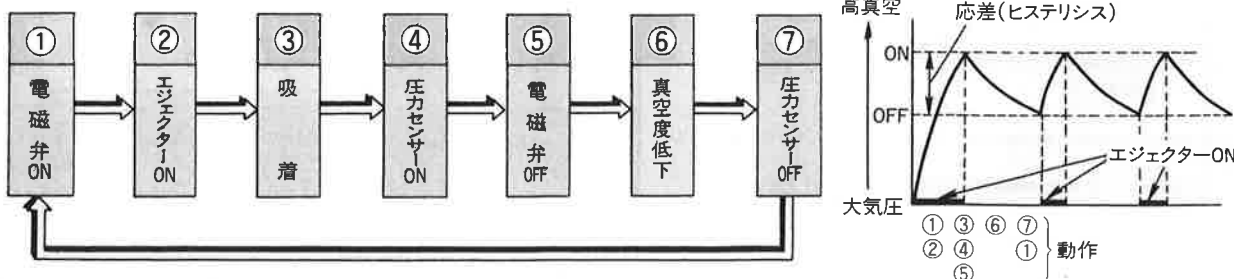 ①
電磁弁ON
②
エジェクターON
③
吸着
④
圧力センサーON
⑤
電磁弁OFF
⑥
真空度低下
⑦
圧力センサーOFF
高真空
応差(ヒステリシス)
ON
OFF
エジェクターON
大気圧
① ③ ⑥ ⑦
② ④ ① 動作
⑤